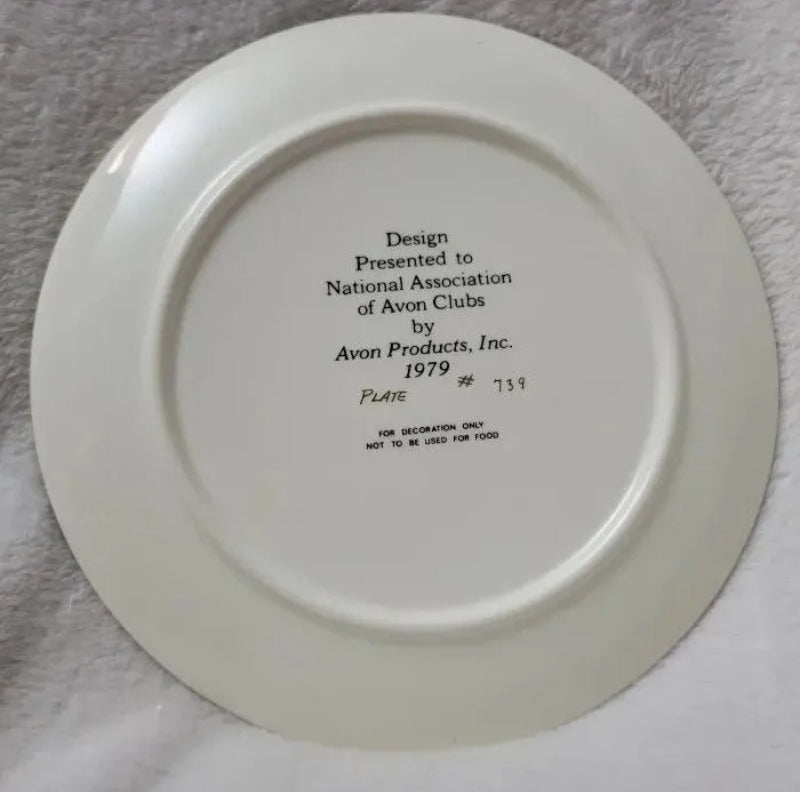 Design
Presented to
National Association
of Avon Clubs
by
Avon Products, Inc.
1979
PLATE # 739
FOR DECORATION ONLY
NOT TO BE USED FOR FOOD